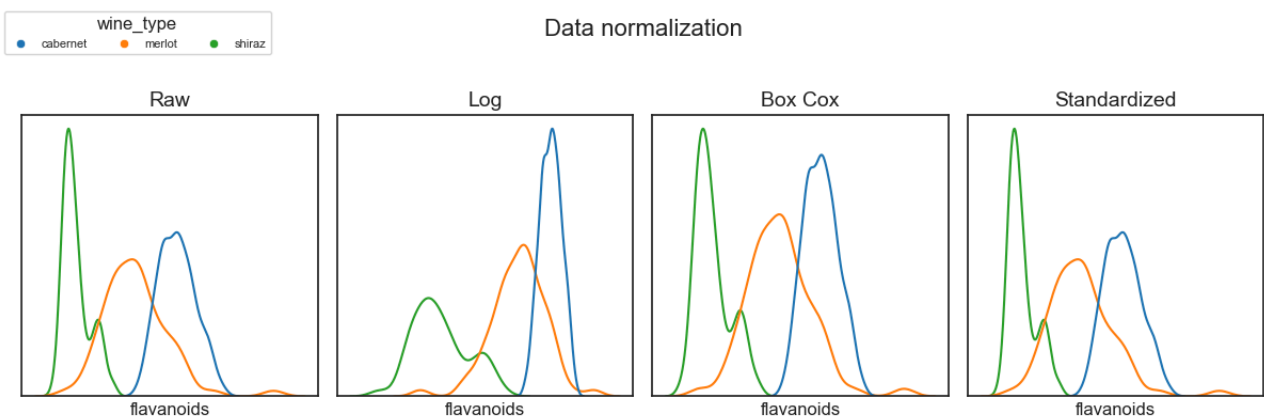 wine_type
cabernet merlot shiraz
Data normalization
Raw Log Box Cox Standardized
flavanoids flavanoids flavanoids flavanoids